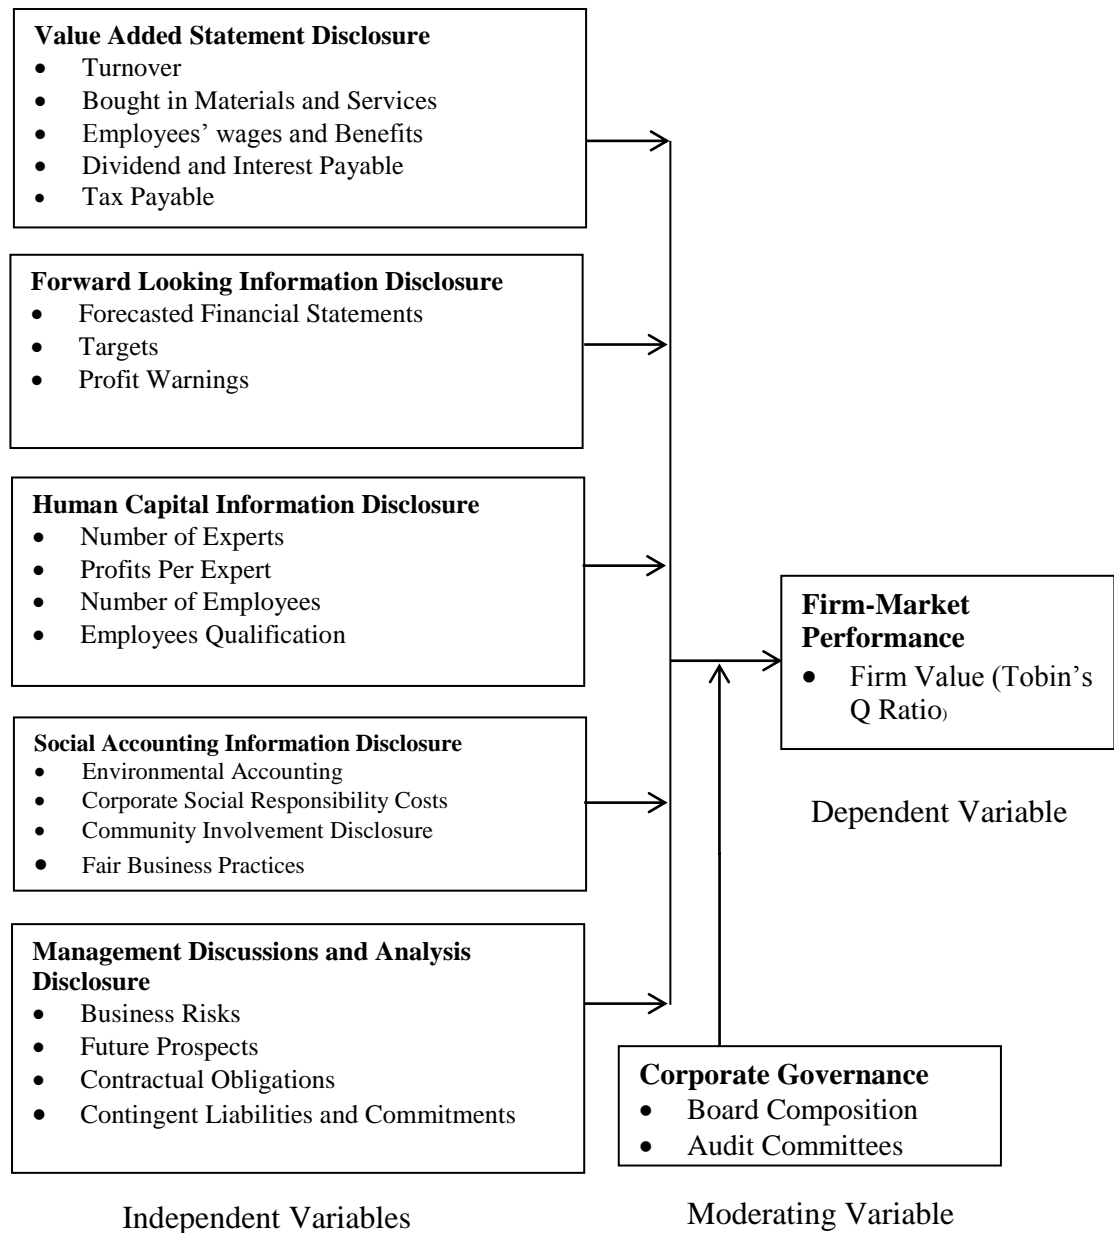 Value Added Statement Disclosure
• Turnover
• Bought in Materials and Services
• Employees’ wages and Benefits
• Dividend and Interest Payable
• Tax Payable
Forward Looking Information Disclosure
• Forecasted Financial Statements
• Targets
• Profit Warnings
Human Capital Information Disclosure
• Number of Experts
• Profits Per Expert
• Number of Employees
• Employees Qualification
Social Accounting Information Disclosure
• Environmental Accounting
• Corporate Social Responsibility Costs
• Community Involvement Disclosure
• Fair Business Practices
Management Discussions and Analysis
Disclosure
• Business Risks
• Future Prospects
• Contractual Obligations
• Contingent Liabilities and Commitments
Independent Variables
Firm-Market
Performance
• Firm Value (Tobin’s
Q Ratio)
Dependent Variable
Corporate Governance
• Board Composition
• Audit Committees
Moderating Variable